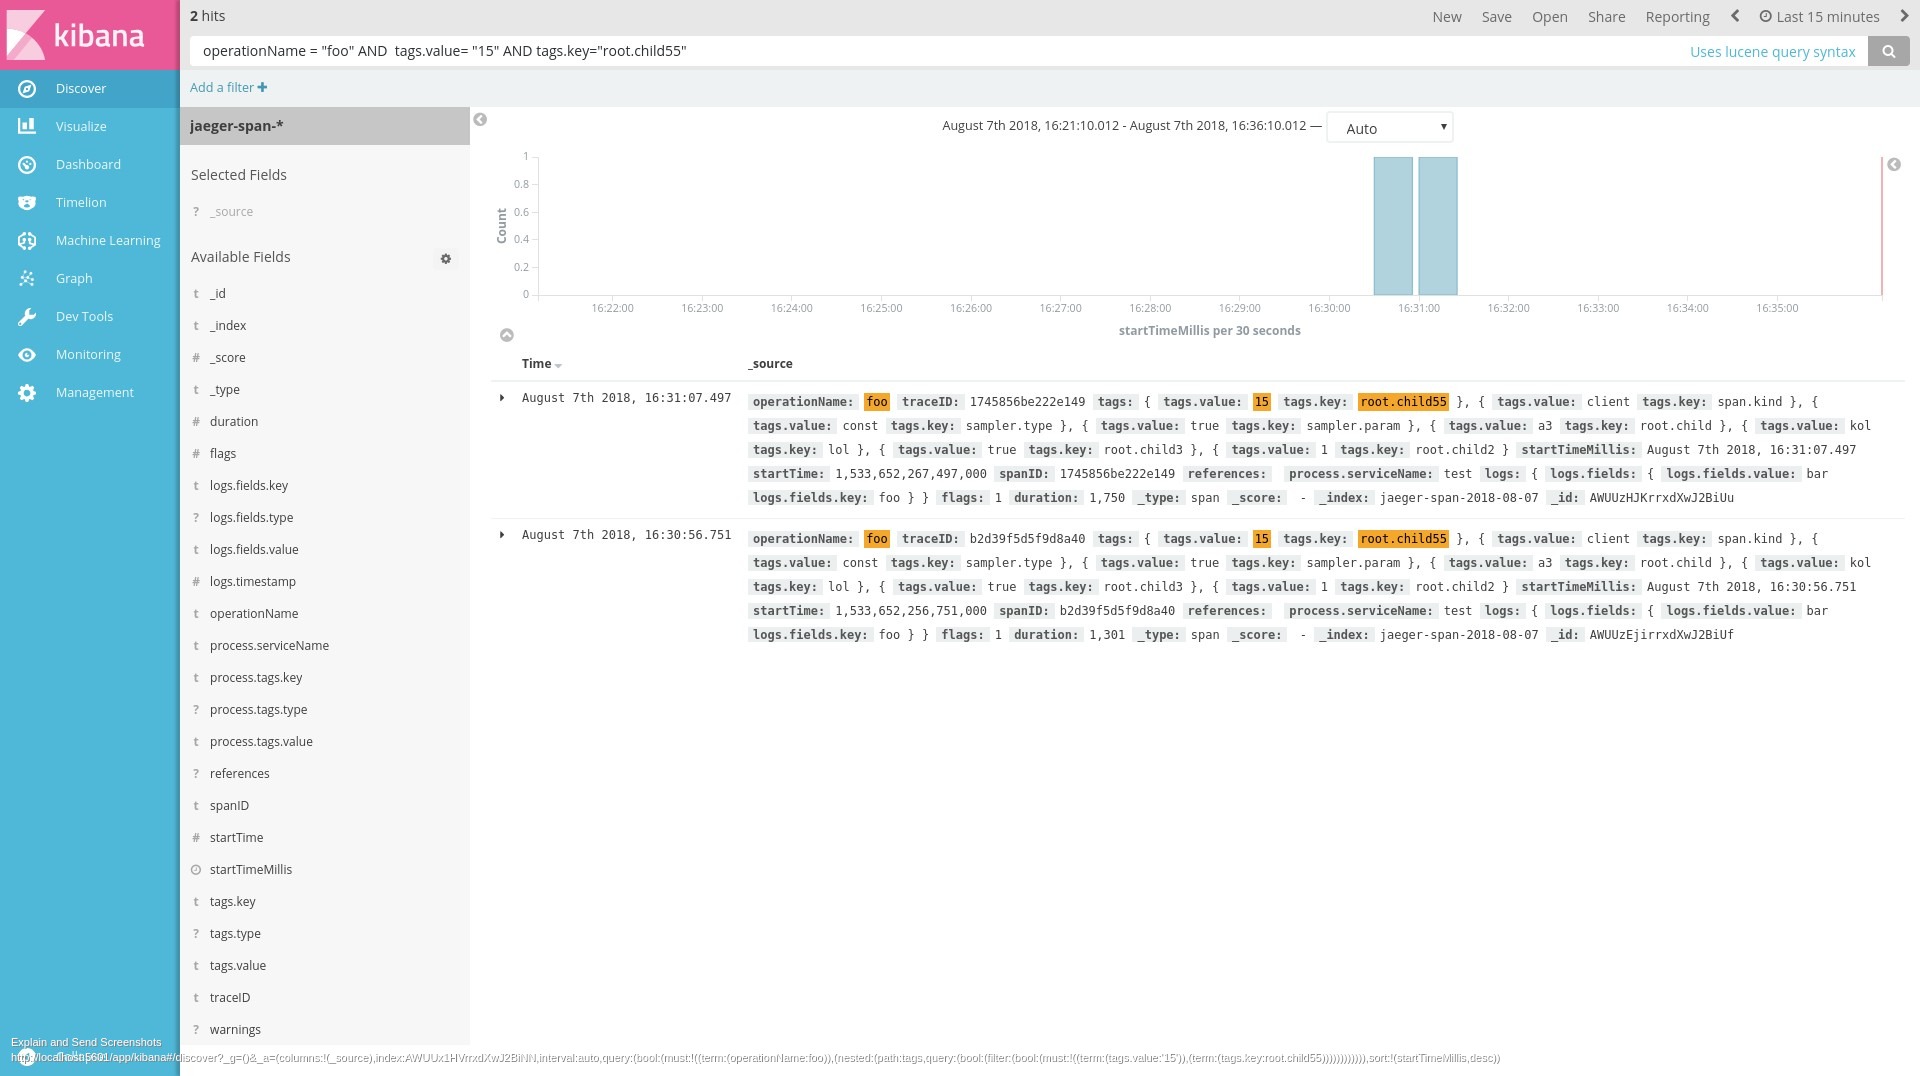 kibana
Discover
Visualize
Dashboard
Timelion
Machine Learning
Graph
Dev Tools
Monitoring
Management
2 hits
New Save Open Share Reporting Last 15 minutes
operationName = "foo" AND  tags.value= "15" AND tags.key="root.child55"
Uses lucene query syntax
Add a filter
jaeger-span-*
Selected Fields
? _source
Available Fields
t _id
t _index
# _score
t _type
# duration
# flags
t logs.fields.key
? logs.fields.type
t logs.fields.value
# logs.timestamp
t operationName
t process.serviceName
t process.tags.key
? process.tags.type
t process.tags.value
? references
t spanID
# startTime
startTimeMillis
t tags.key
? tags.type
t tags.value
t traceID
? warnings
August 7th 2018, 16:21:10.012 - August 7th 2018, 16:36:10.012 — Auto
Count
1
0.8
0.6
0.4
0.2
0
16:22:00 16:23:00 16:24:00 16:25:00 16:26:00 16:27:00 16:28:00 16:29:00 16:30:00 16:31:00 16:32:00 16:33:00 16:34:00 16:35:00
startTimeMillis per 30 seconds
Time _source
August 7th 2018, 16:31:07.497 operationName: foo traceID: 1745856be222e149 tags: { tags.value: 15 tags.key: root.child55 }, { tags.value: client tags.key: span.kind }, {
tags.value: const tags.key: sampler.type }, { tags.value: true tags.key: sampler.param }, { tags.value: a3 tags.key: root.child }, { tags.value: kol
tags.key: lol }, { tags.value: true tags.key: root.child3 }, { tags.value: 1 tags.key: root.child2 } startTimeMillis: August 7th 2018, 16:31:07.497
startTime: 1,533,652,267,497,000 spanID: 1745856be222e149 references: process.serviceName: test logs: { logs.fields: { logs.fields.value: bar
logs.fields.key: foo } } flags: 1 duration: 1,750 _type: span _score: - _index: jaeger-span-2018-08-07 _id: AWUUzHJKrrxdXwJ2BiUu
August 7th 2018, 16:30:56.751 operationName: foo traceID: b2d39f5d5f9d8a40 tags: { tags.value: 15 tags.key: root.child55 }, { tags.value: client tags.key: span.kind }, {
tags.value: const tags.key: sampler.type }, { tags.value: true tags.key: sampler.param }, { tags.value: a3 tags.key: root.child }, { tags.value: kol
tags.key: lol }, { tags.value: true tags.key: root.child3 }, { tags.value: 1 tags.key: root.child2 } startTimeMillis: August 7th 2018, 16:30:56.751
startTime: 1,533,652,256,751,000 spanID: b2d39f5d5f9d8a40 references: process.serviceName: test logs: { logs.fields: { logs.fields.value: bar
logs.fields.key: foo } } flags: 1 duration: 1,301 _type: span _score: - _index: jaeger-span-2018-08-07 _id: AWUUzEjirrxdXwJ2BiUf
Explain and Send Screenshots
http://localhost:5601/app/kibana#/discover?_g=()&_a=(columns:!(_source),index:AWUUx1HVrrxdXwJ2BiNN,interval:auto,query:(bool:(must:!((term:(operationName:foo)),(nested:(path:tags,query:(bool:(filter:(bool:(must:!((term:(tags.value:'15')),(term:(tags.key:root.child55)))))))))))),sort:!(startTimeMillis,desc))